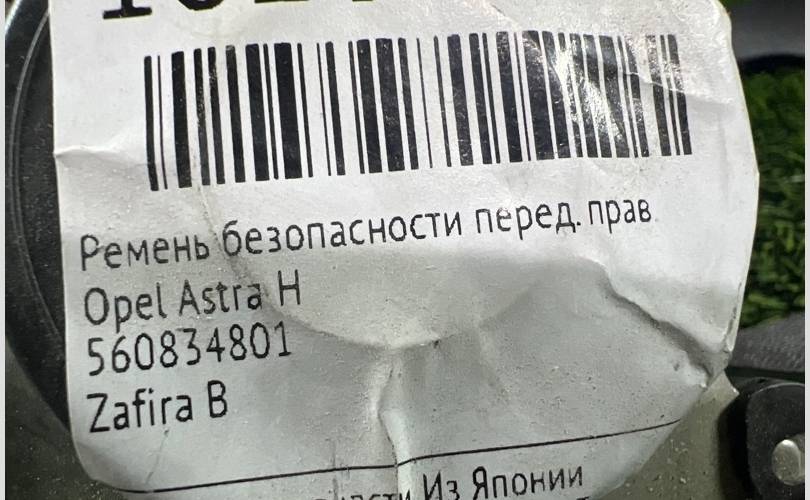 Ремень безопасности перед. прав.
Opel Astra H
560834801
Zafira B
Из Японии